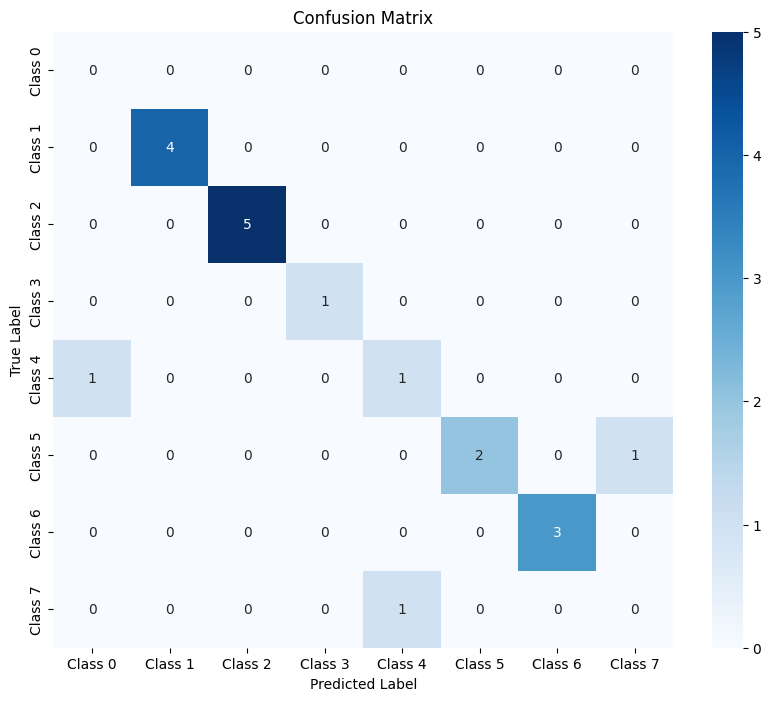 Confusion Matrix
True Label
Class 0 0 0 0 0 0 0 0 0
Class 1 0 4 0 0 0 0 0 0
Class 2 0 0 5 0 0 0 0 0
Class 3 0 0 0 1 0 0 0 0
Class 4 1 0 0 0 1 0 0 0
Class 5 0 0 0 0 0 2 0 1
Class 6 0 0 0 0 0 0 3 0
Class 7 0 0 0 0 1 0 0 0
Class 0 Class 1 Class 2 Class 3 Class 4 Class 5 Class 6 Class 7
Predicted Label
5
4
3
2
1
0